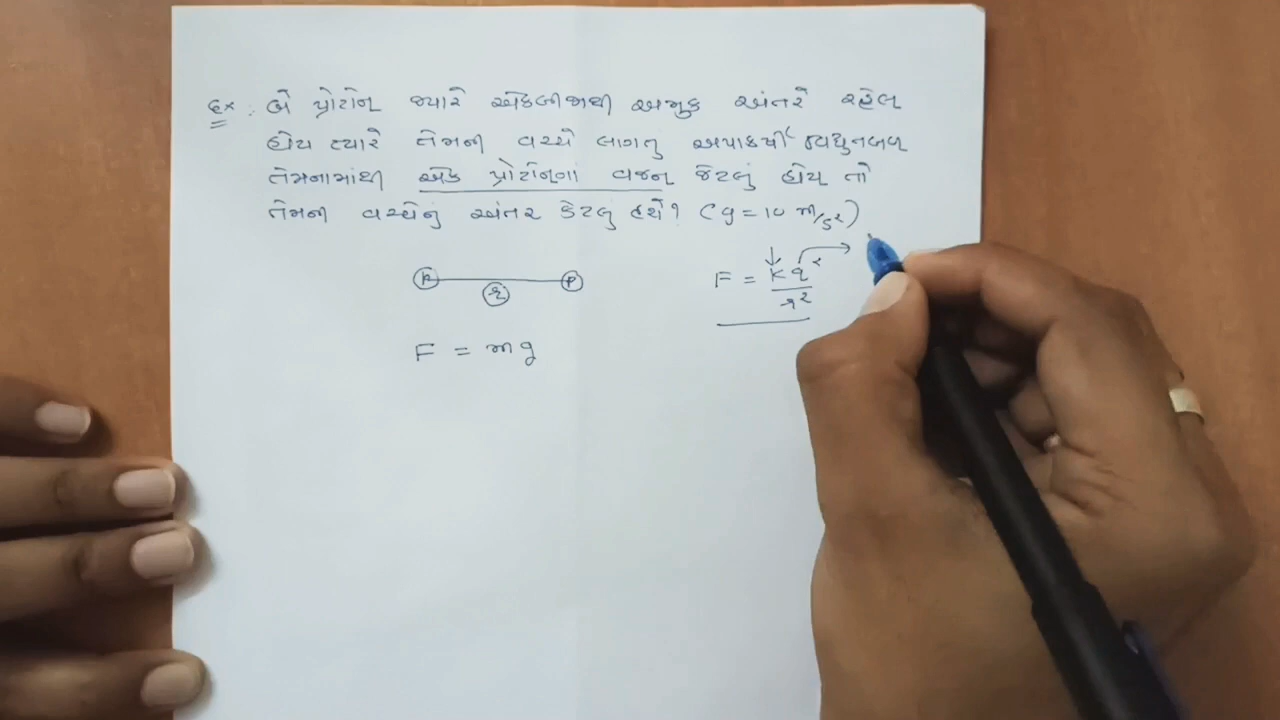 Ex : બે પ્રોટોન જ્યારે એકબીજાથી અમુક અંતરે રહેલ
હોય ત્યારે તેમની વચ્ચે લાગતુ અપાકર્ષી વિદ્યુતબળ
તેમનામાંથી એક પ્રોટોનનાં વજન જેટલું હોય તો
તેમની વચ્ચેનું અંતર કેટલું હશે? (g = 10 m/s²)
P r P
F = kq²/r²
F = mg